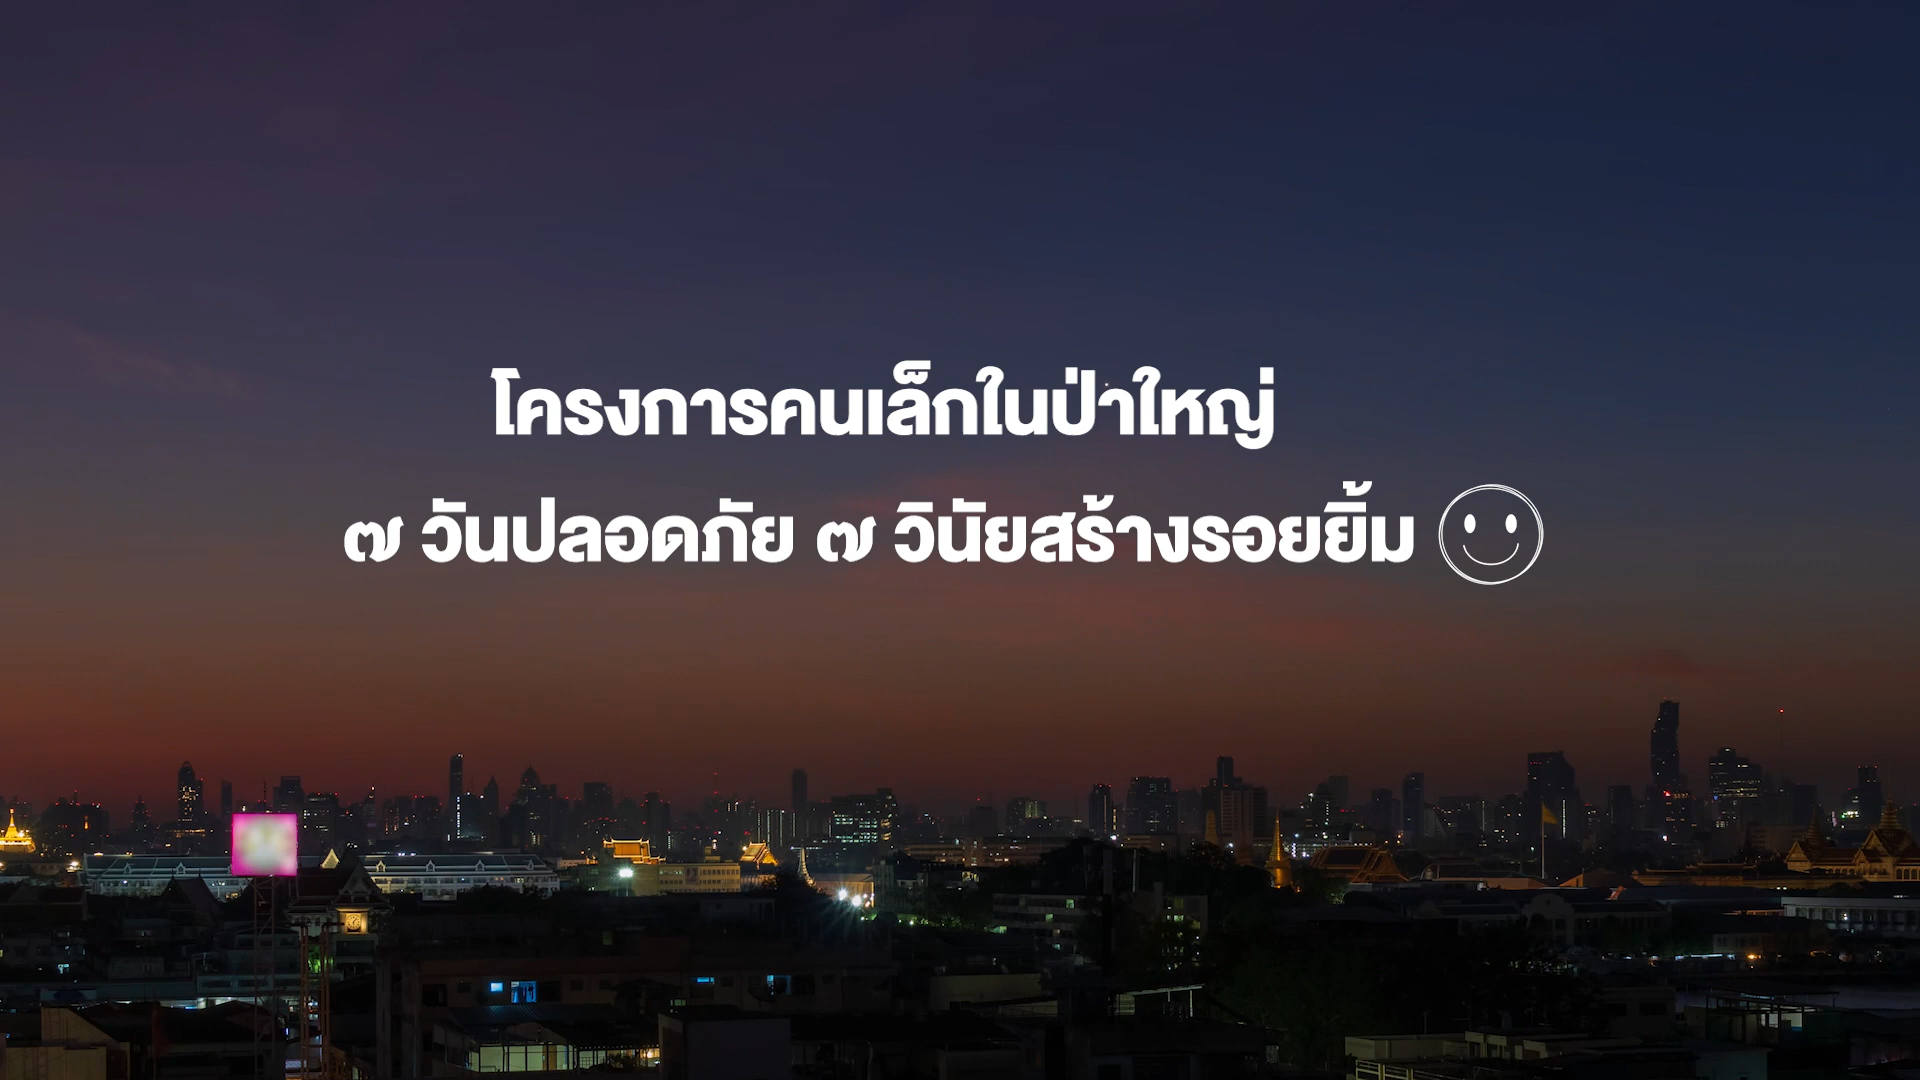 โครงการคนเล็กในป่าใหญ่
๗ วันปลอดภัย ๗ วินัยสร้างรอยยิ้ม